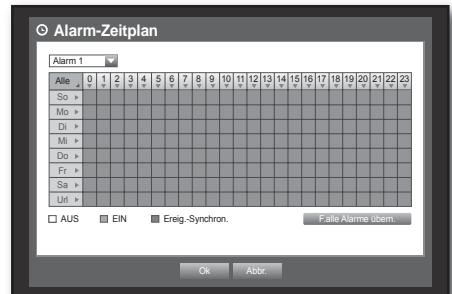 Alarm-Zeitplan
Alarm 1
Alle 0 1 2 3 4 5 6 7 8 9 10 11 12 13 14 15 16 17 18 19 20 21 22 23
So
Mo
Di
Mi
Do
Fr
Sa
Url
AUS EIN Ereig.-Synchron. F.alle Alarme übern.
Ok Abbr.